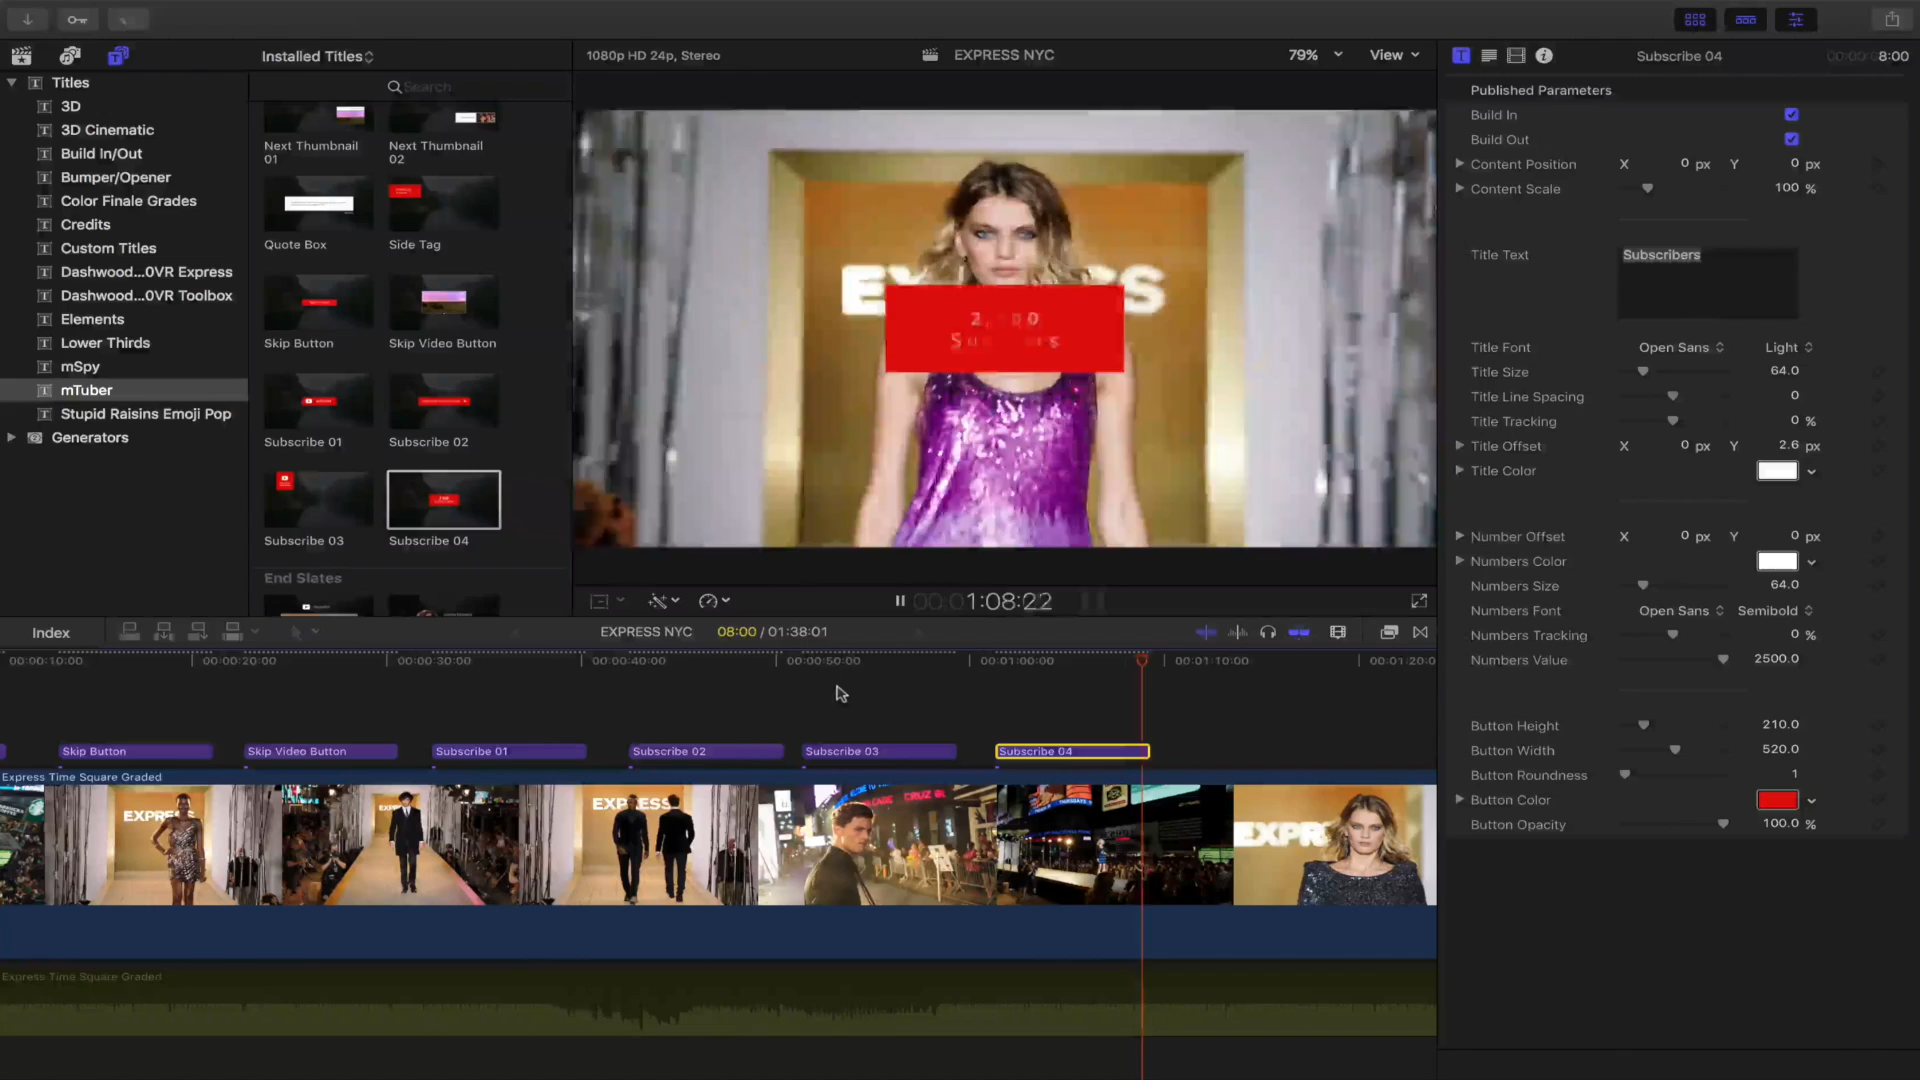 Installed Titles
1080p HD 24p, Stereo
EXPRESS NYC
79%
View
Subscribe 04
8:00
Titles
3D
3D Cinematic
Build In/Out
Bumper/Opener
Color Finale Grades
Credits
Custom Titles
Dashwood...0VR Express
Dashwood...0VR Toolbox
Elements
Lower Thirds
mSpy
mTuber
Stupid Raisins Emoji Pop
Generators
Search
Next Thumbnail 01
Next Thumbnail 02
Quote Box
Side Tag
Skip Button
Skip Video Button
Subscribe 01
Subscribe 02
Subscribe 03
Subscribe 04
End Slates
Published Parameters
Build In
Build Out
Content Position X 0 px Y 0 px
Content Scale 100 %
Title Text Subscribers
Title Font Open Sans Light
Title Size 64.0
Title Line Spacing 0
Title Tracking 0 %
Title Offset X 0 px Y 2.6 px
Title Color
Number Offset X 0 px Y 0 px
Numbers Color
Numbers Size 64.0
Numbers Font Open Sans Semibold
Numbers Tracking 0 %
Numbers Value 2500.0
Button Height 210.0
Button Width 520.0
Button Roundness 1
Button Color
Button Opacity 100.0 %
1:08:22
Index
EXPRESS NYC
08:00 / 01:38:01
00:00:10:00
00:00:20:00
00:00:30:00
00:00:40:00
00:00:50:00
00:01:00:00
00:01:10:00
00:01:20:0
Skip Button
Skip Video Button
Subscribe 01
Subscribe 02
Subscribe 03
Subscribe 04
Express Time Square Graded
EXPRESS
EXPRESS
Express Time Square Graded